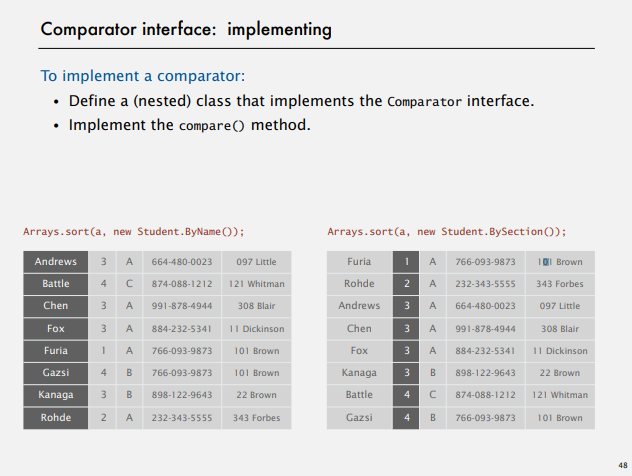 Comparator interface: implementing
To implement a comparator:
• Define a (nested) class that implements the Comparator interface.
• Implement the compare() method.
Arrays.sort(a, new Student.ByName());
Andrews 3 A 664-480-0023 097 Little
Battle 4 C 874-088-1212 121 Whitman
Chen 3 A 991-878-4944 308 Blair
Fox 3 A 884-232-5341 11 Dickinson
Furia 1 A 766-093-9873 101 Brown
Gazsi 4 B 766-093-9873 101 Brown
Kanaga 3 B 898-122-9643 22 Brown
Rohde 2 A 232-343-5555 343 Forbes
Arrays.sort(a, new Student.BySection());
Furia 1 A 766-093-9873 101 Brown
Rohde 2 A 232-343-5555 343 Forbes
Andrews 3 A 664-480-0023 097 Little
Chen 3 A 991-878-4944 308 Blair
Fox 3 A 884-232-5341 11 Dickinson
Kanaga 3 B 898-122-9643 22 Brown
Battle 4 C 874-088-1212 121 Whitman
Gazsi 4 B 766-093-9873 101 Brown
48